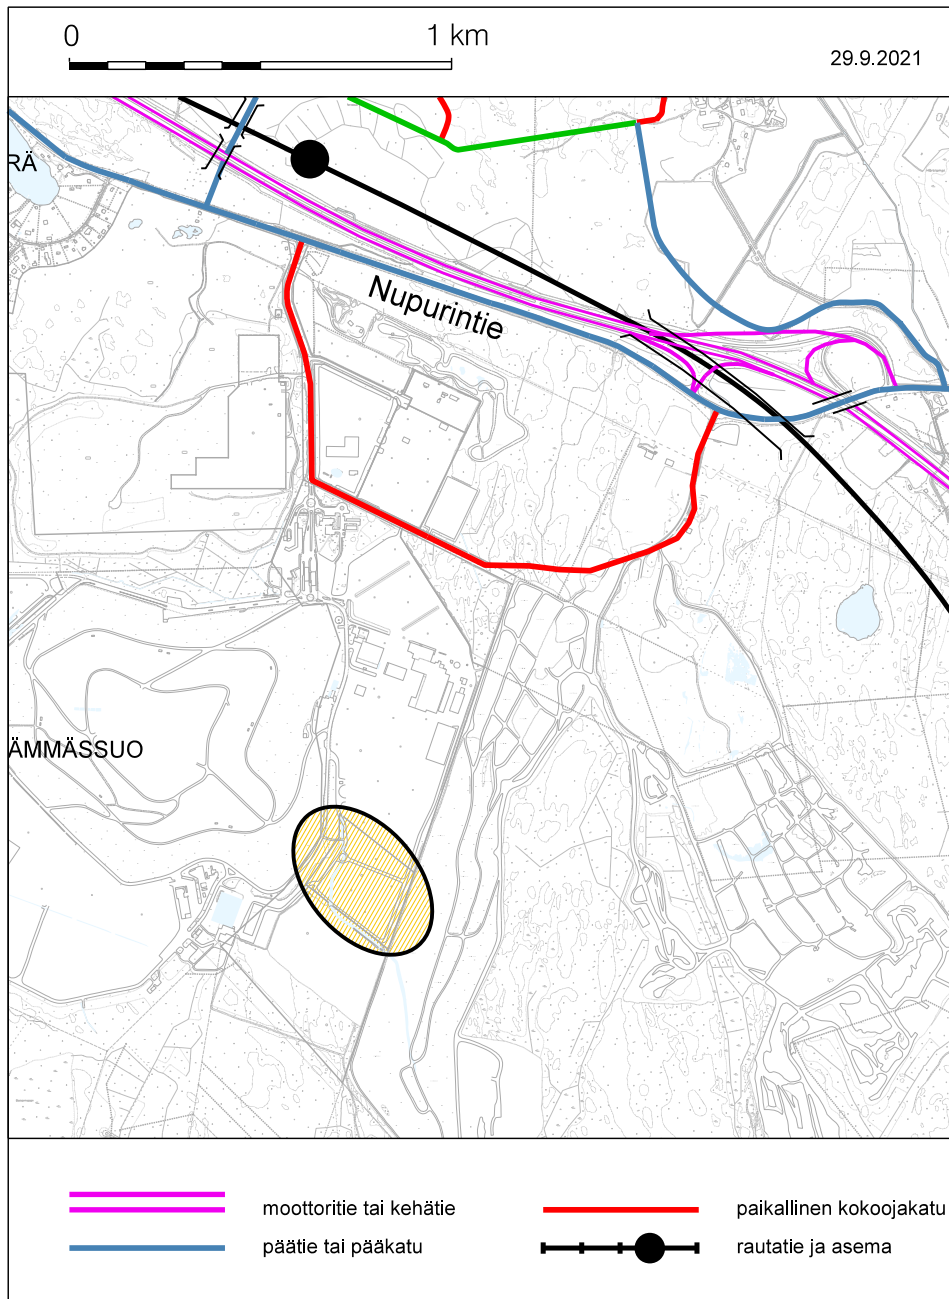 0 1 km
29.9.2021
RÄ
Nupurintie
ÄMMÄSSUO
moottoritie tai kehätie
päätie tai pääkatu
paikallinen kokoojakatu
rautatie ja asema